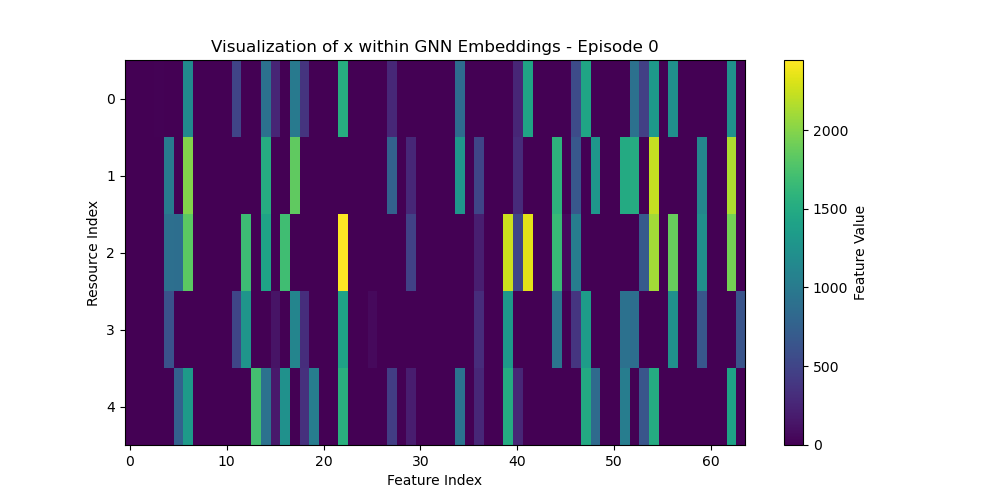 Visualization of x within GNN Embeddings - Episode 0
Resource Index
0
1
2
3
4
0 10 20 30 40 50 60
Feature Index
2000
1500
1000
500
0
Feature Value